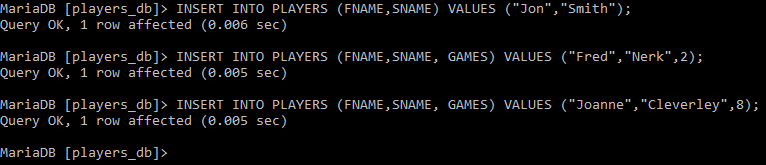 MariaDB [players_db]> INSERT INTO PLAYERS (FNAME,SNAME) VALUES ("Jon","Smith");
Query OK, 1 row affected (0.006 sec)
MariaDB [players_db]> INSERT INTO PLAYERS (FNAME,SNAME, GAMES) VALUES ("Fred","Nerk",2);
Query OK, 1 row affected (0.005 sec)
MariaDB [players_db]> INSERT INTO PLAYERS (FNAME,SNAME, GAMES) VALUES ("Joanne","Cleverley",8);
Query OK, 1 row affected (0.005 sec)
MariaDB [players_db]>